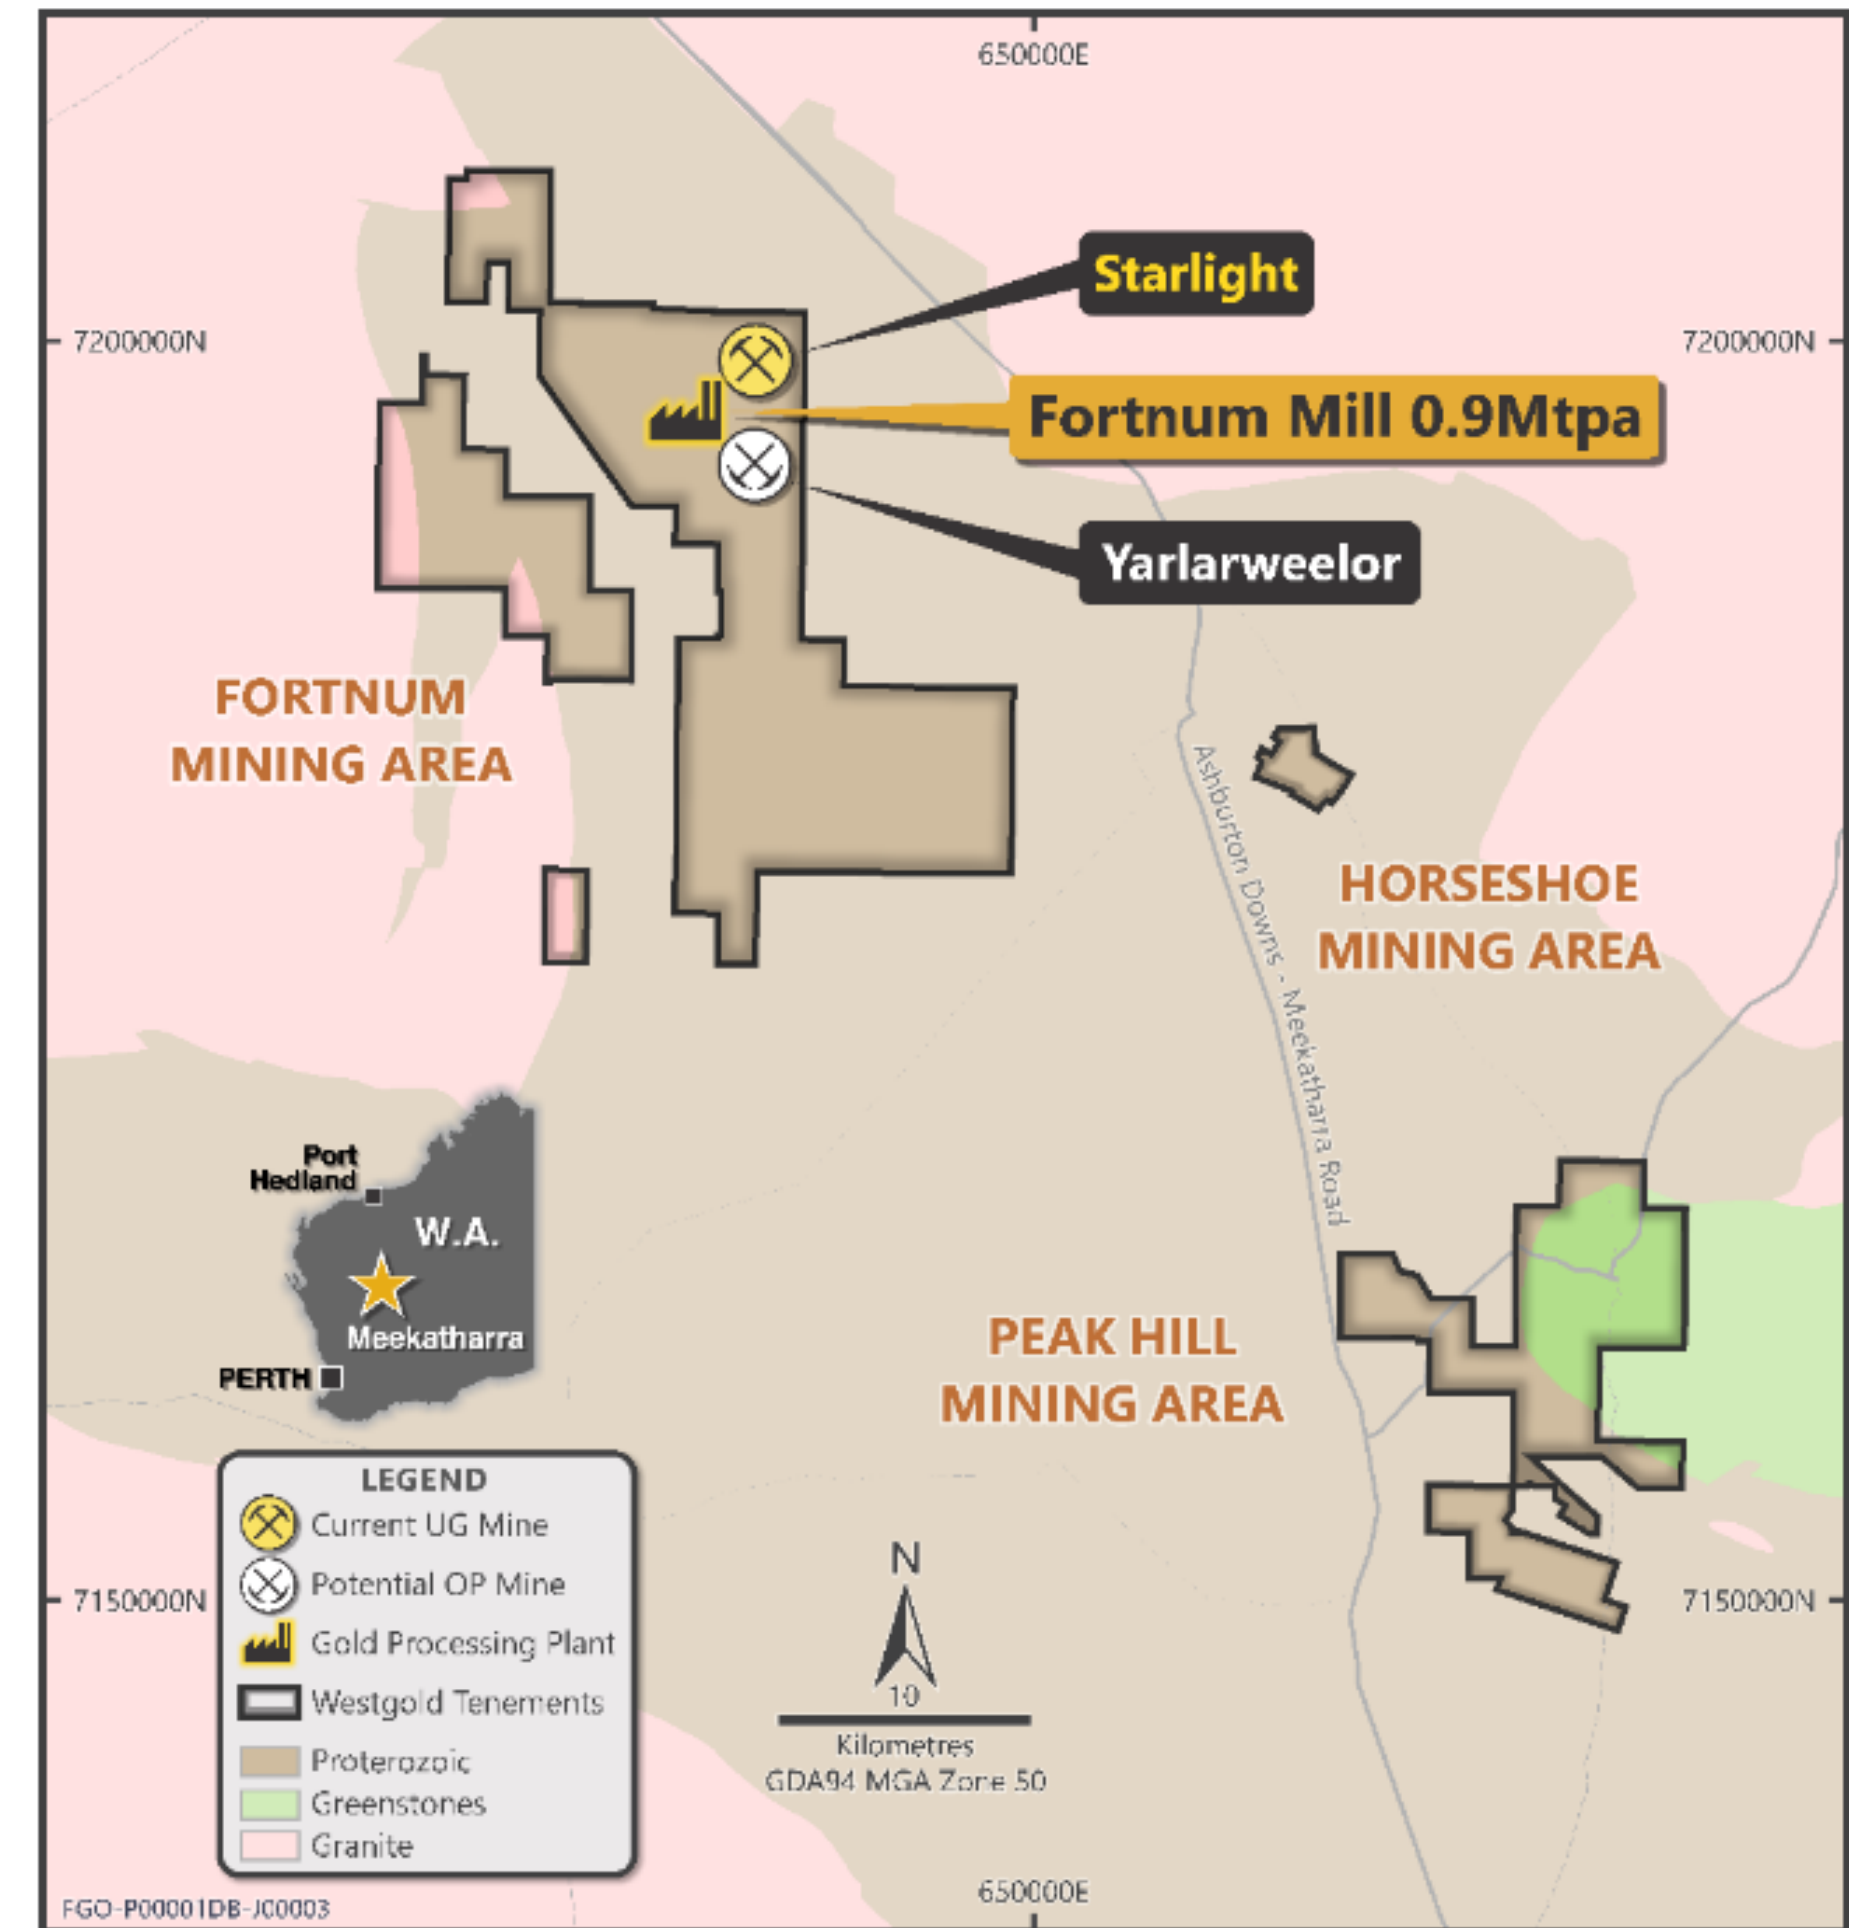 650000E
Starlight
7200000N
7200000N
Fortnum Mill 0.9Mtpa
Yarlarweelor
FORTNUM
MINING AREA
Ashburton Downs - Meekatharra Road
HORSESHOE
MINING AREA
Port
Hedland
W.A.
Meekatharra
PERTH
PEAK HILL
MINING AREA
LEGEND
Current UG Mine
Potential OP Mine
Gold Processing Plant
Westgold Tenements
Proterozoic
Greenstones
Granite
7150000N
7150000N
N
10
Kilometres
GDA94 MGA Zone 50
650000E
FGO-P00001DB-J00003